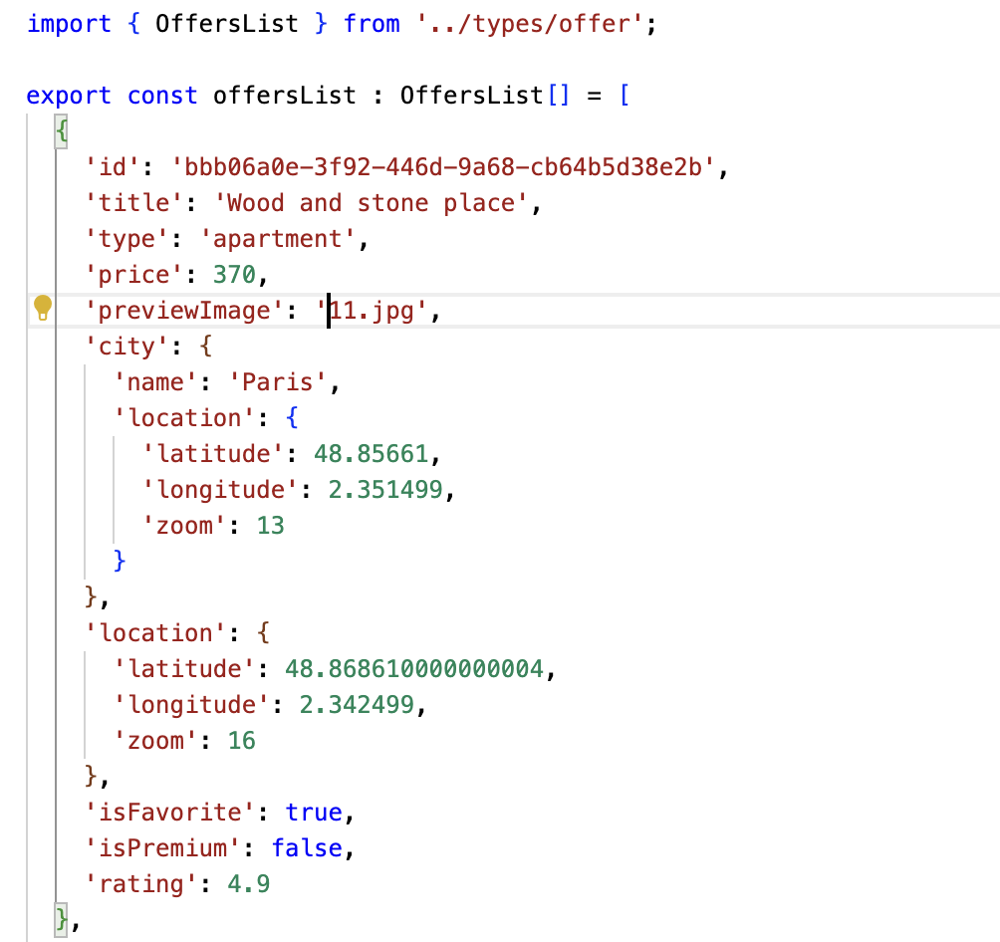 import { OffersList } from '../types/offer';

export const offersList : OffersList[] = [
  {
    'id': 'bbb06a0e-3f92-446d-9a68-cb64b5d38e2b',
    'title': 'Wood and stone place',
    'type': 'apartment',
    'price': 370,
    'previewImage': '11.jpg',
    'city': {
      'name': 'Paris',
      'location': {
        'latitude': 48.85661,
        'longitude': 2.351499,
        'zoom': 13
      }
    },
    'location': {
      'latitude': 48.868610000000004,
      'longitude': 2.342499,
      'zoom': 16
    },
    'isFavorite': true,
    'isPremium': false,
    'rating': 4.9
  },